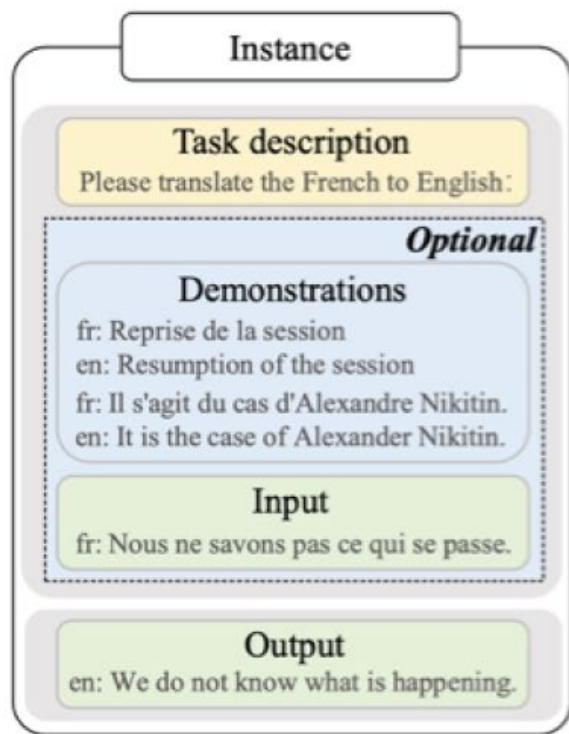 Instance
Task description
Please translate the French to English:
Optional
Demonstrations
fr: Reprise de la session
en: Resumption of the session
fr: Il s'agit du cas d'Alexandre Nikitin.
en: It is the case of Alexander Nikitin.
Input
fr: Nous ne savons pas ce qui se passe.
Output
en: We do not know what is happening.